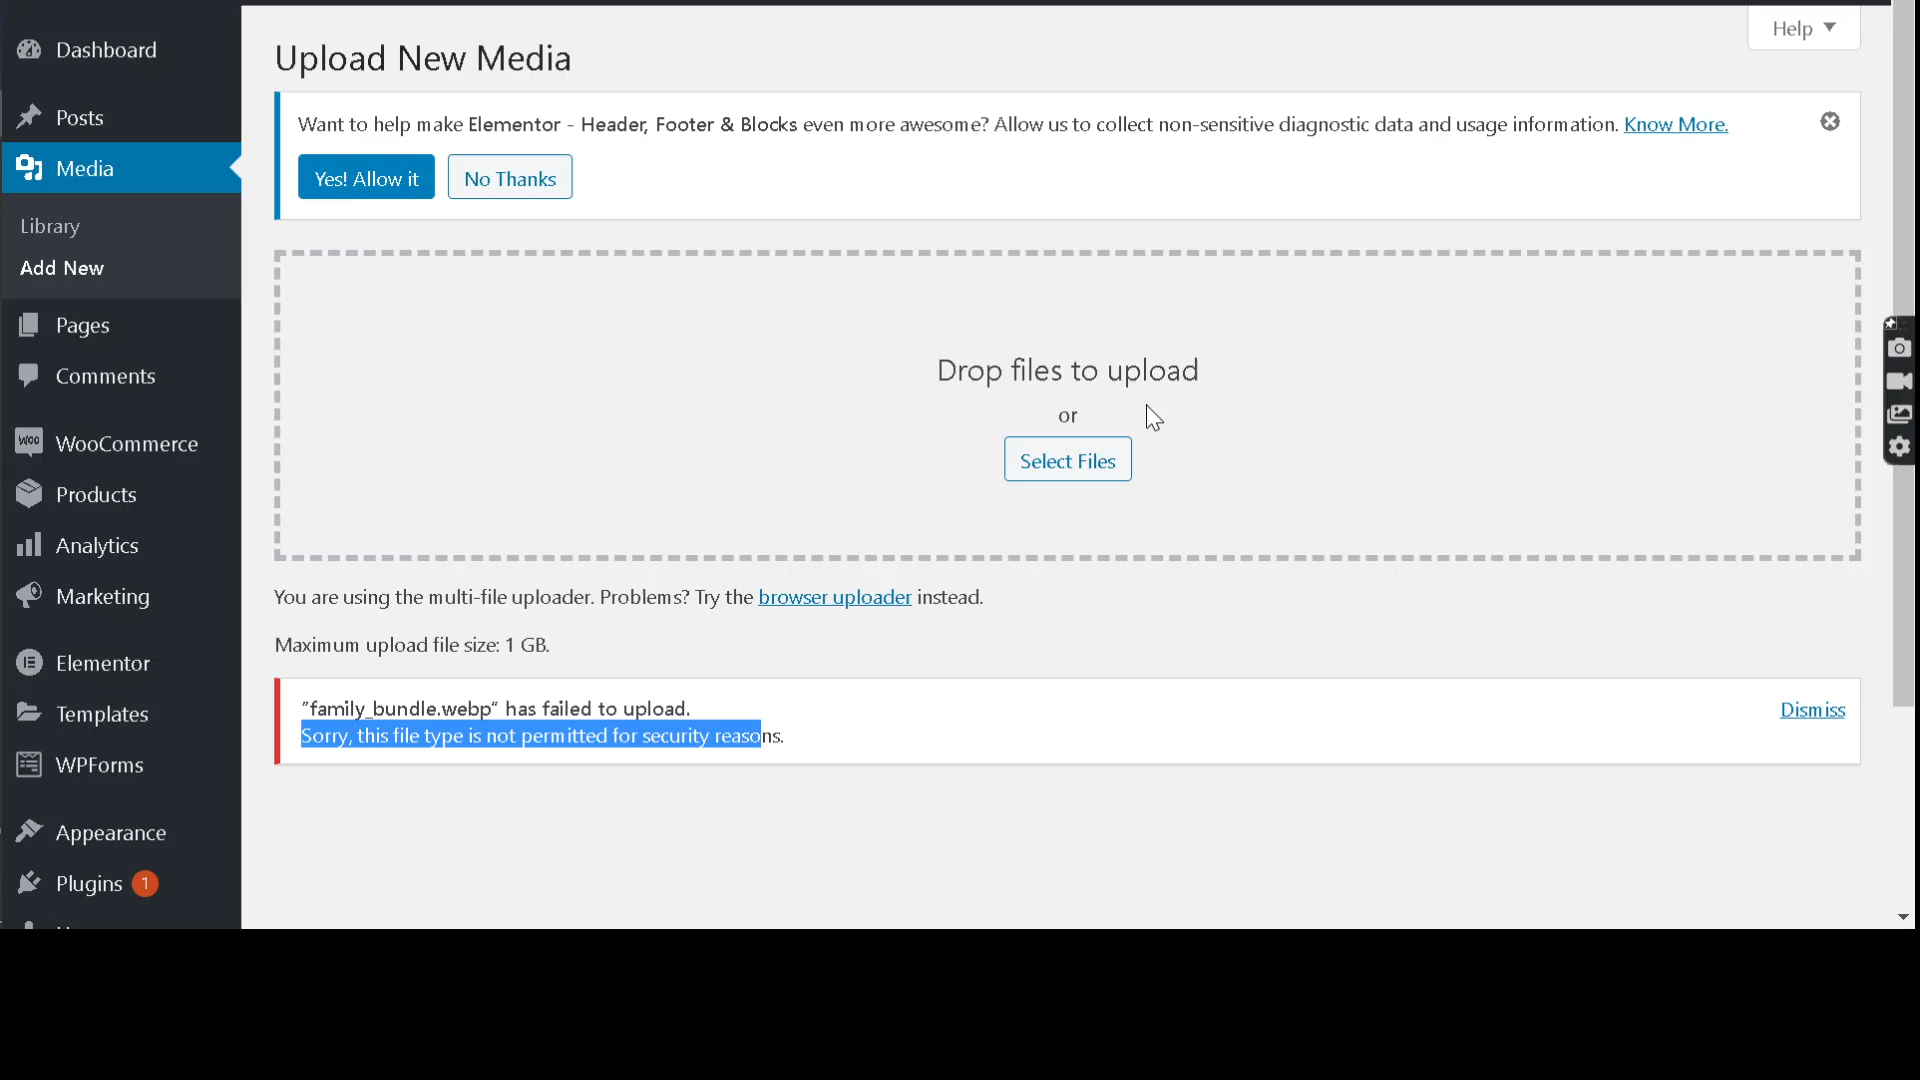 Dashboard
Posts
Media
Library
Add New
Pages
Comments
WOO WooCommerce
Products
Analytics
Marketing
Elementor
Templates
WPForms
Appearance
Plugins 1
Help
Upload New Media
Want to help make Elementor - Header, Footer & Blocks even more awesome? Allow us to collect non-sensitive diagnostic data and usage information. Know More.
Yes! Allow it No Thanks
Drop files to upload
or
Select Files
You are using the multi-file uploader. Problems? Try the browser uploader instead.
Maximum upload file size: 1 GB.
"family_bundle.webp“ has failed to upload.
Dismiss
Sorry, this file type is not permitted for security reasons.